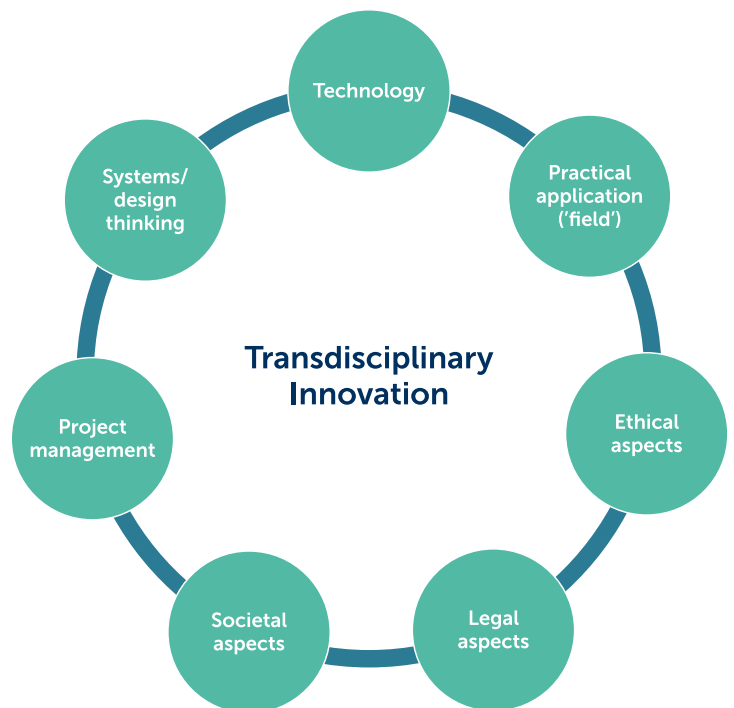 Technology
Practical
application
('field')
Ethical
aspects
Legal
aspects
Societal
aspects
Project
management
Systems/
design
thinking
Transdisciplinary
Innovation